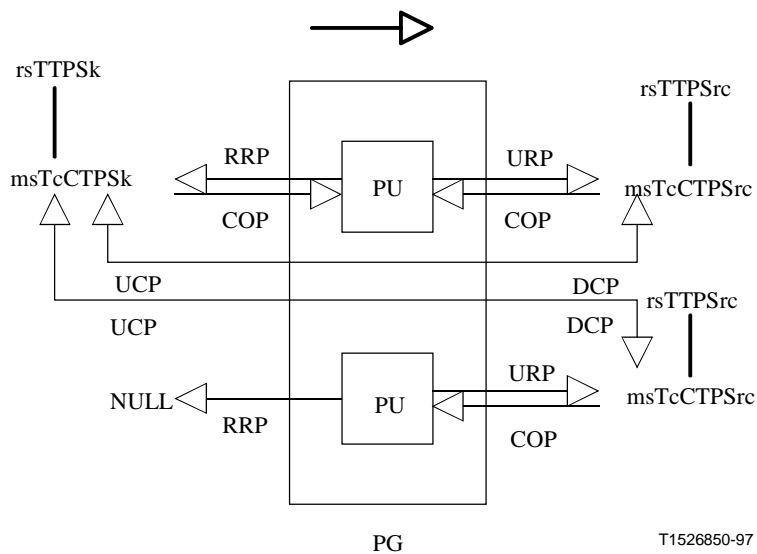 rsTTPSk
rsTTPSrc
RRP
URP
msTcCTPSk
PU
msTcCTPSrc
COP
COP
UCP
DCP
rsTTPSrc
UCP
DCP
URP
NULL
PU
msTcCTPSrc
RRP
COP
PG
T1526850-97